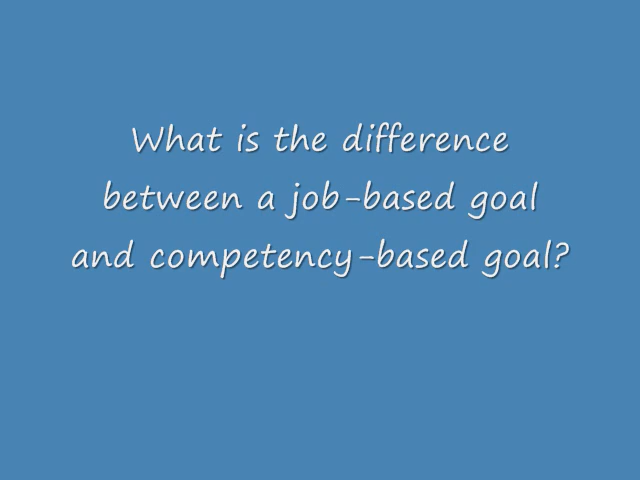 What is the difference
between a job-based goal
and competency-based goal?